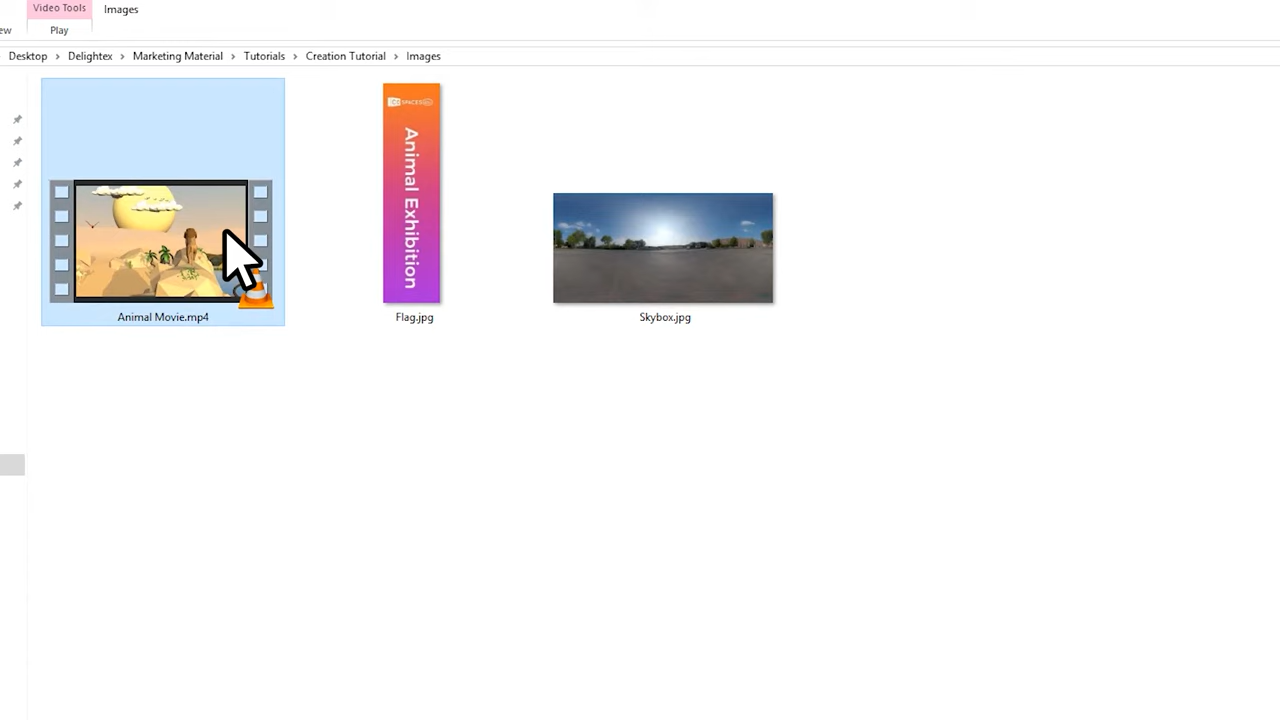 Video Tools
Images
ew
Play
Desktop > Delightex > Marketing Material > Tutorials > Creation Tutorial > Images
SPACES
Animal Exhibition
Animal Movie.mp4
Flag.jpg
Skybox.jpg